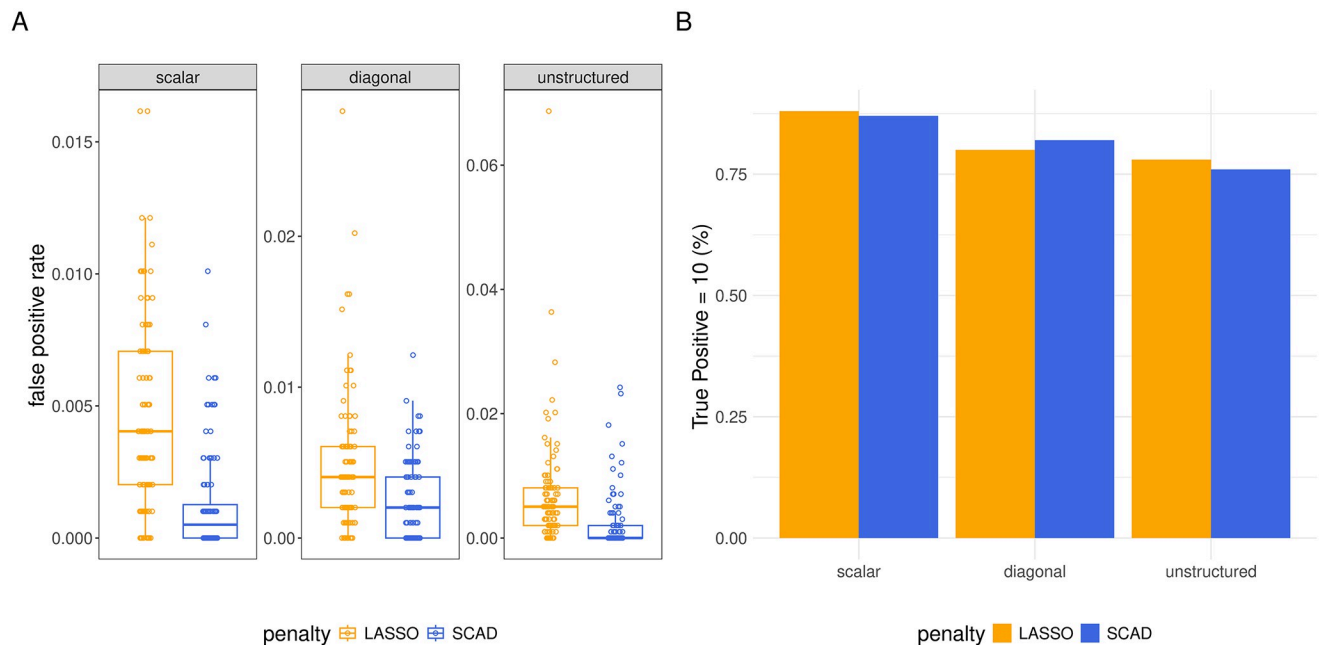 A
B
scalar
diagonal
unstructured
false positive rate
0.015
0.010
0.005
0.000
0.02
0.01
0.00
0.06
0.04
0.02
0.00
penalty LASSO SCAD
True Positive = 10 (%)
0.75
0.50
0.25
0.00
scalar
diagonal
unstructured
penalty LASSO SCAD